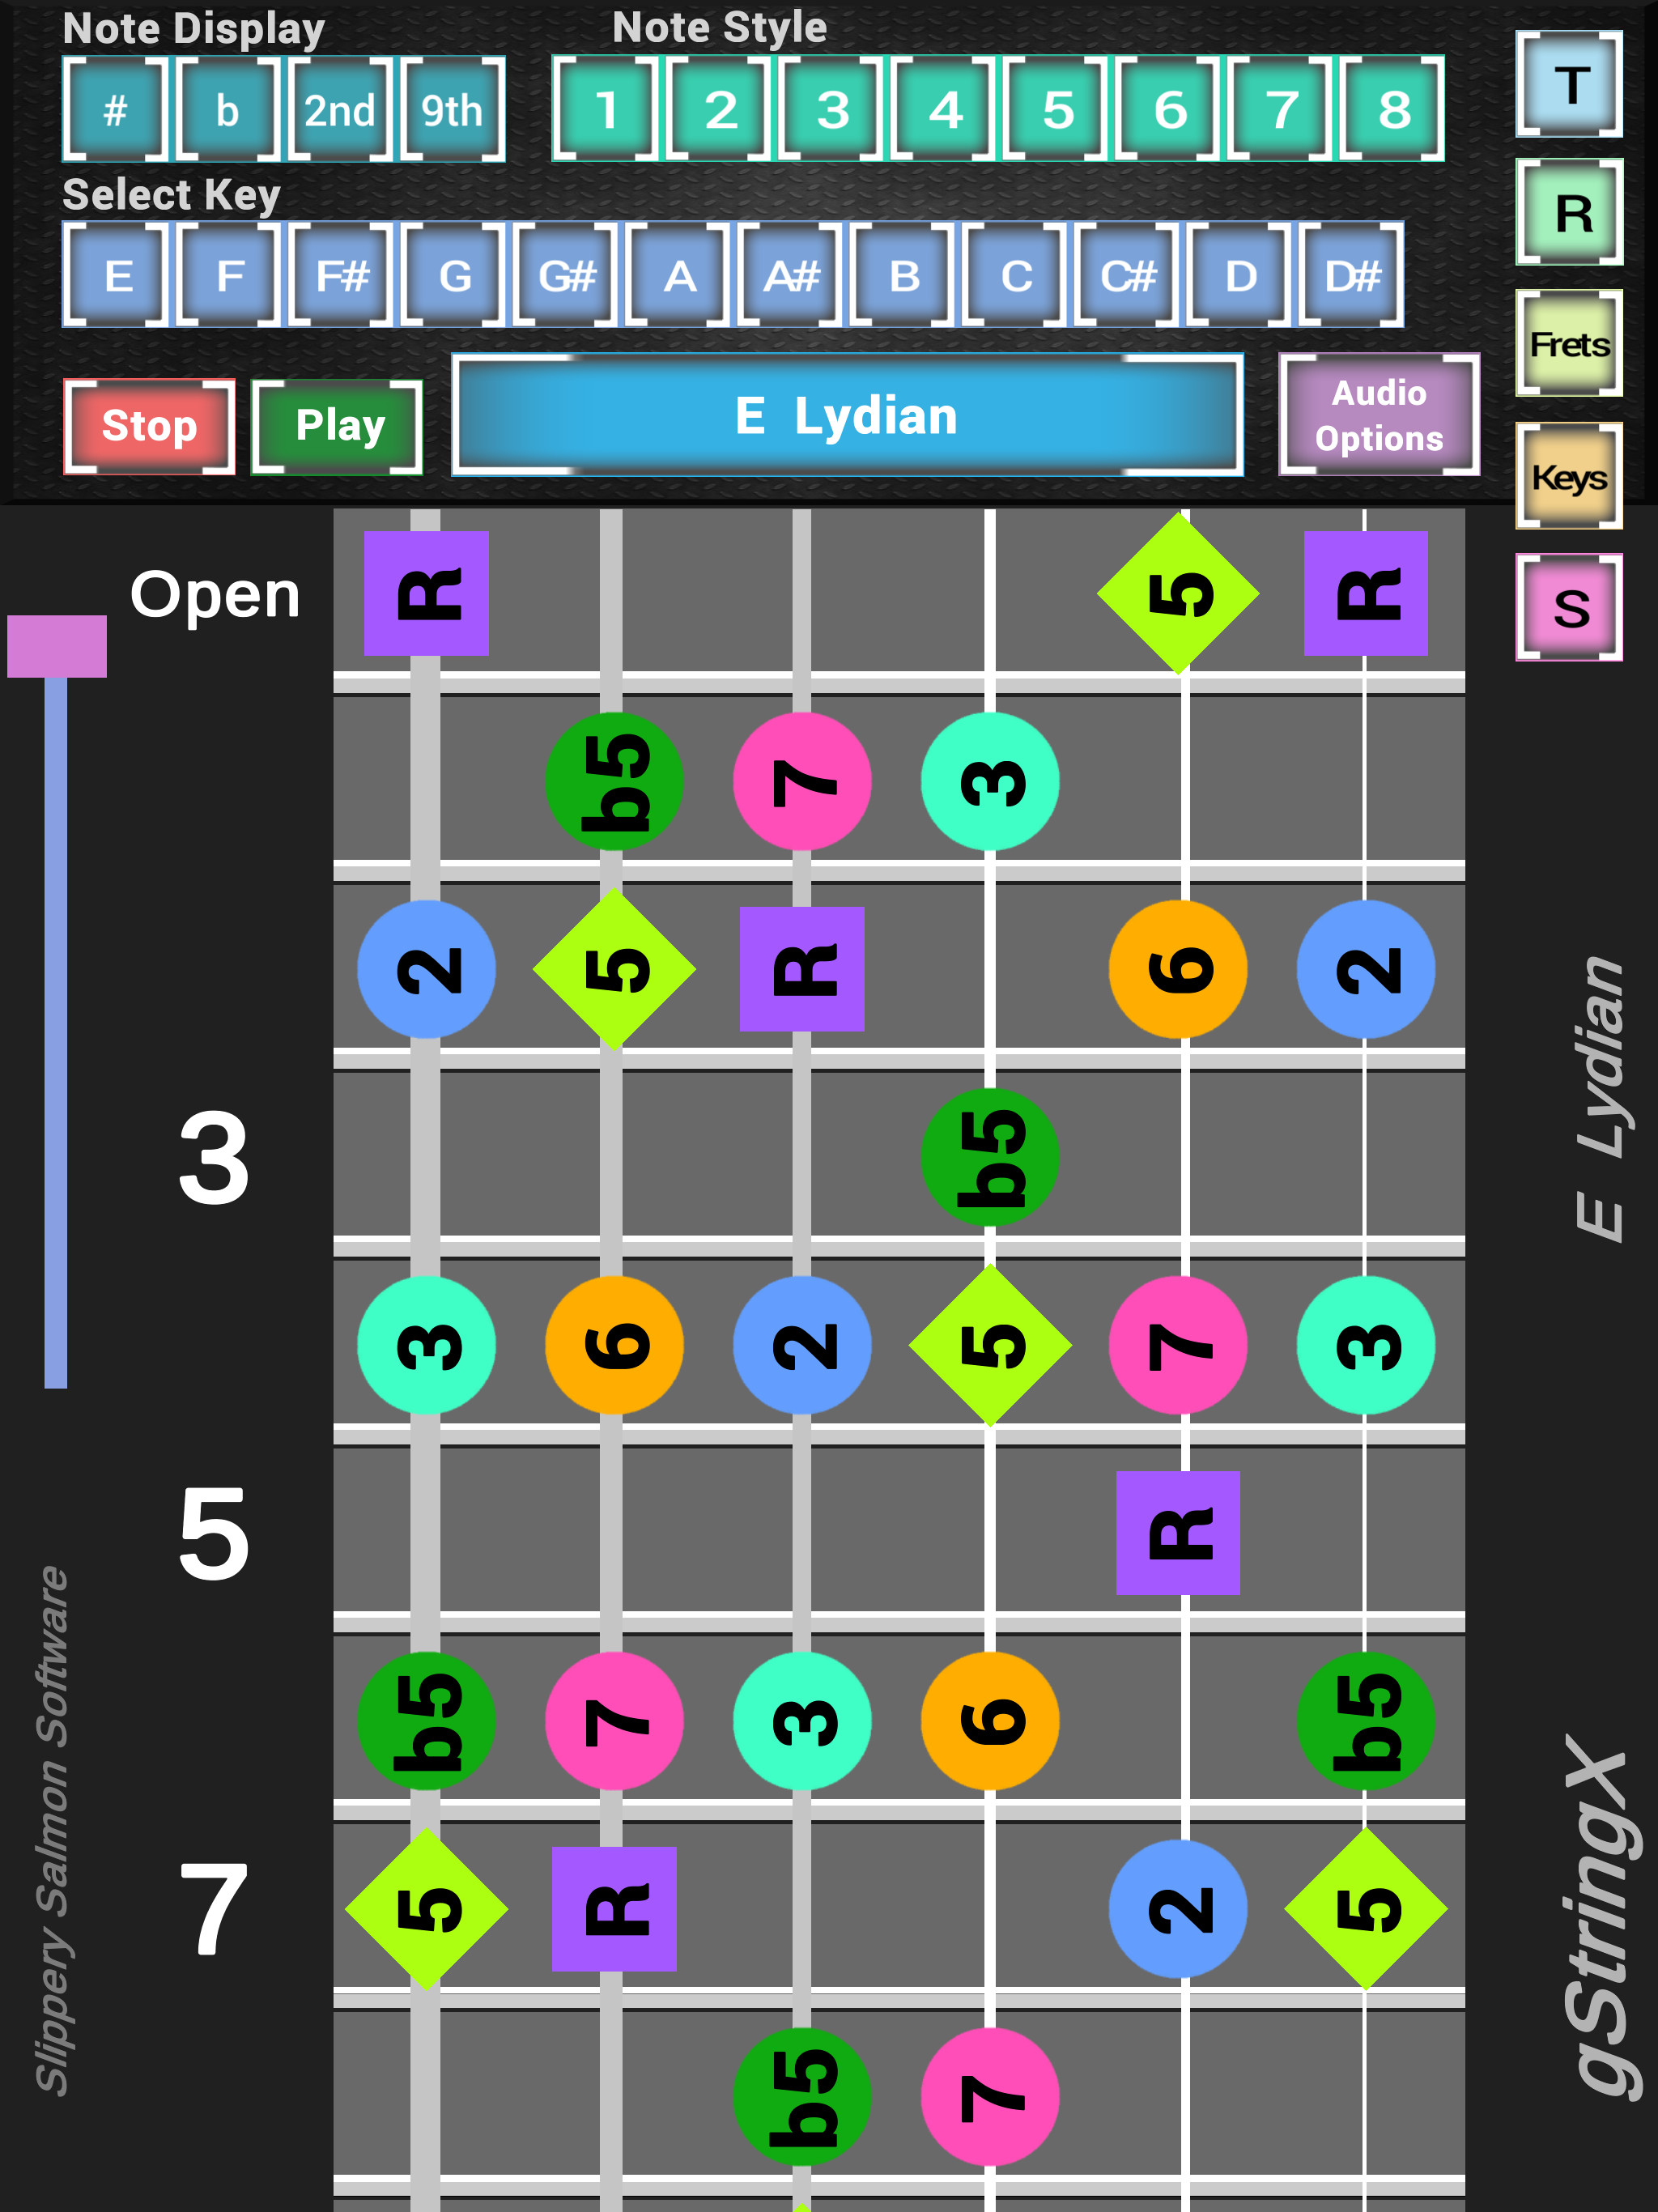 Note Display
Note Style
# b 2nd 9th
1 2 3 4 5 6 7 8
T
Select Key
R
E F F# G G# A A# B C C# D D#
Frets
Stop Play E Lydian Audio Options
Keys
Open R 5 R
S
b5 7 3
2 5 R 6 2
3 b5
3 6 2 5 7 3
5 R
b5 7 3 6 b5
7 5 R 2 5
b5 7
E Lydian
Slippery Salmon Software
gStringX